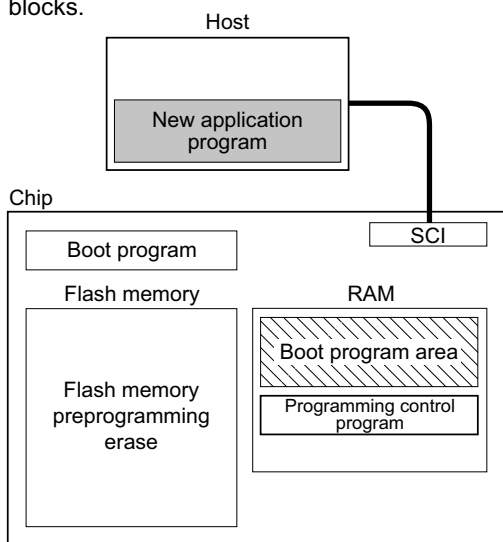 blocks.
Host
New application
program
Chip
SCI
Boot program
Flash memory
RAM
Boot program area
Flash memory
preprogramming
erase
Programming control
program